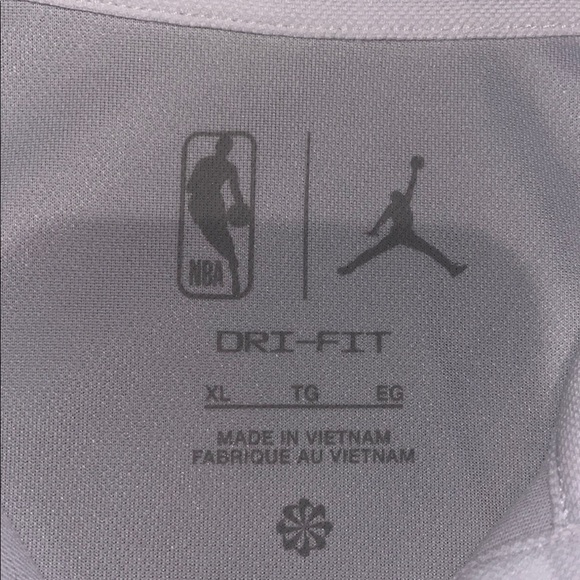 NBA
DRI-FIT
XL TG EG
MADE IN VIETNAM
FABRIQUE AU VIETNAM